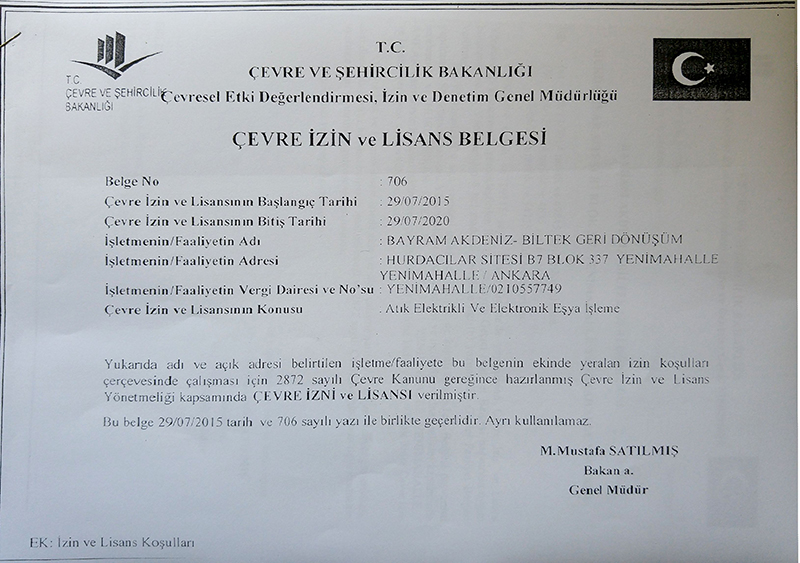 T.C.
ÇEVRE VE ŞEHİRCİLİK BAKANLIĞI
Çevresel Etki Değerlendirmesi, İzin ve Denetim Genel Müdürlüğü
T.C.
ÇEVRE VE ŞEHİRCİLİK
BAKANLIĞI
ÇEVRE İZİN ve LİSANS BELGESİ
Belge No : 706
Çevre İzin ve Lisansının Başlangıç Tarihi : 29/07/2015
Çevre İzin ve Lisansının Bitiş Tarihi : 29/07/2020
İşletmenin/Faaliyetin Adı : BAYRAM AKDENİZ- BİLTEK GERİ DÖNÜŞÜM
İşletmenin/Faaliyetin Adresi : HURDACILAR SİTESİ B7 BLOK 337 YENİMAHALLE
YENİMAHALLE / ANKARA
İşletmenin/Faaliyetin Vergi Dairesi ve No'su : YENİMAHALLE/0210557749
Çevre İzin ve Lisansının Konusu : Atık Elektrikli Ve Elektronik Eşya İşleme
Yukarıda adı ve açık adresi belirtilen işletme/faaliyete bu belgenin ekinde yeralan izin koşulları
çerçevesinde çalışması için 2872 sayılı Çevre Kanunu gereğince hazırlanmış Çevre İzin ve Lisans
Yönetmeliği kapsamında ÇEVRE İZNİ ve LİSANSI verilmiştir.
Bu belge 29/07/2015 tarih ve 706 sayılı yazı ile birlikte geçerlidir. Ayrı kullanılamaz.
M.Mustafa SATILMIŞ
Bakan a.
Genel Müdür
EK: İzin ve Lisans Koşulları